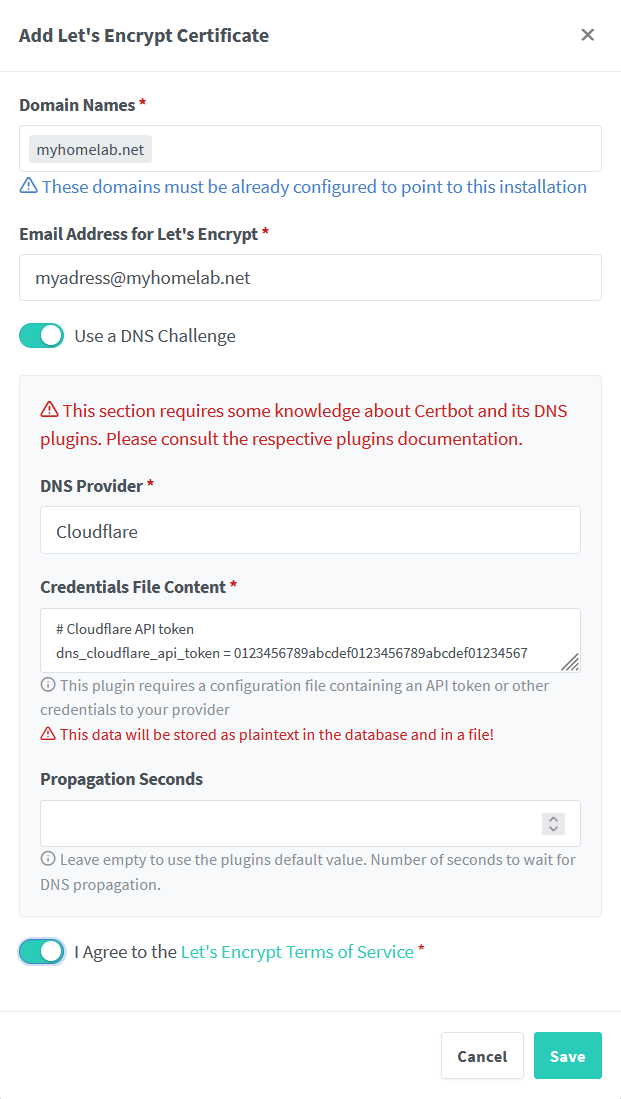 Add Let's Encrypt Certificate
Domain Names *
myhomelab.net
These domains must be already configured to point to this installation
Email Address for Let's Encrypt *
myadress@myhomelab.net
Use a DNS Challenge
This section requires some knowledge about Certbot and its DNS
plugins. Please consult the respective plugins documentation.
DNS Provider *
Cloudflare
Credentials File Content *
# Cloudflare API token
dns_cloudflare_api_token = 0123456789abcdef0123456789abcdef01234567
This plugin requires a configuration file containing an API token or other
credentials to your provider
This data will be stored as plaintext in the database and in a file!
Propagation Seconds
Leave empty to use the plugins default value. Number of seconds to wait for
DNS propagation.
I Agree to the Let's Encrypt Terms of Service *
Cancel
Save